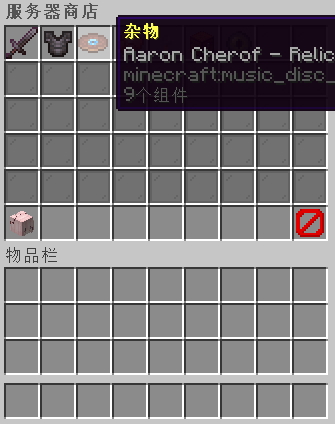 服务器商店
杂物
Aaron Cherof - Relic
minecraft:music_disc_
9个组件
物品栏